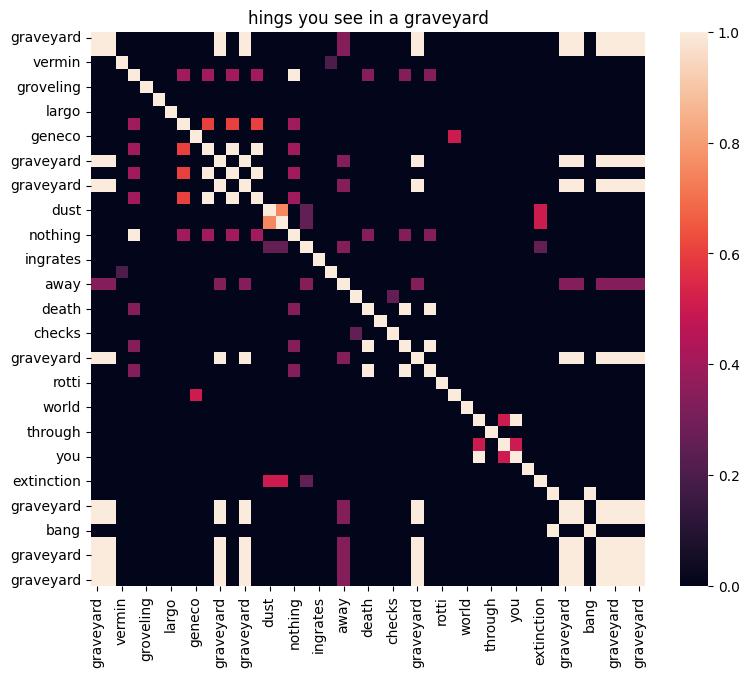 hings you see in a graveyard
graveyard
vermin
groveling
largo
geneco
graveyard
graveyard
dust
nothing
ingrates
away
death
checks
graveyard
rotti
world
through
you
extinction
graveyard
bang
graveyard
graveyard
1.0
0.8
0.6
0.4
0.2
0.0
graveyard
vermin
groveling
largo
geneco
graveyard
graveyard
dust
nothing
ingrates
away
death
checks
graveyard
rotti
world
through
you
extinction
graveyard
bang
graveyard
graveyard